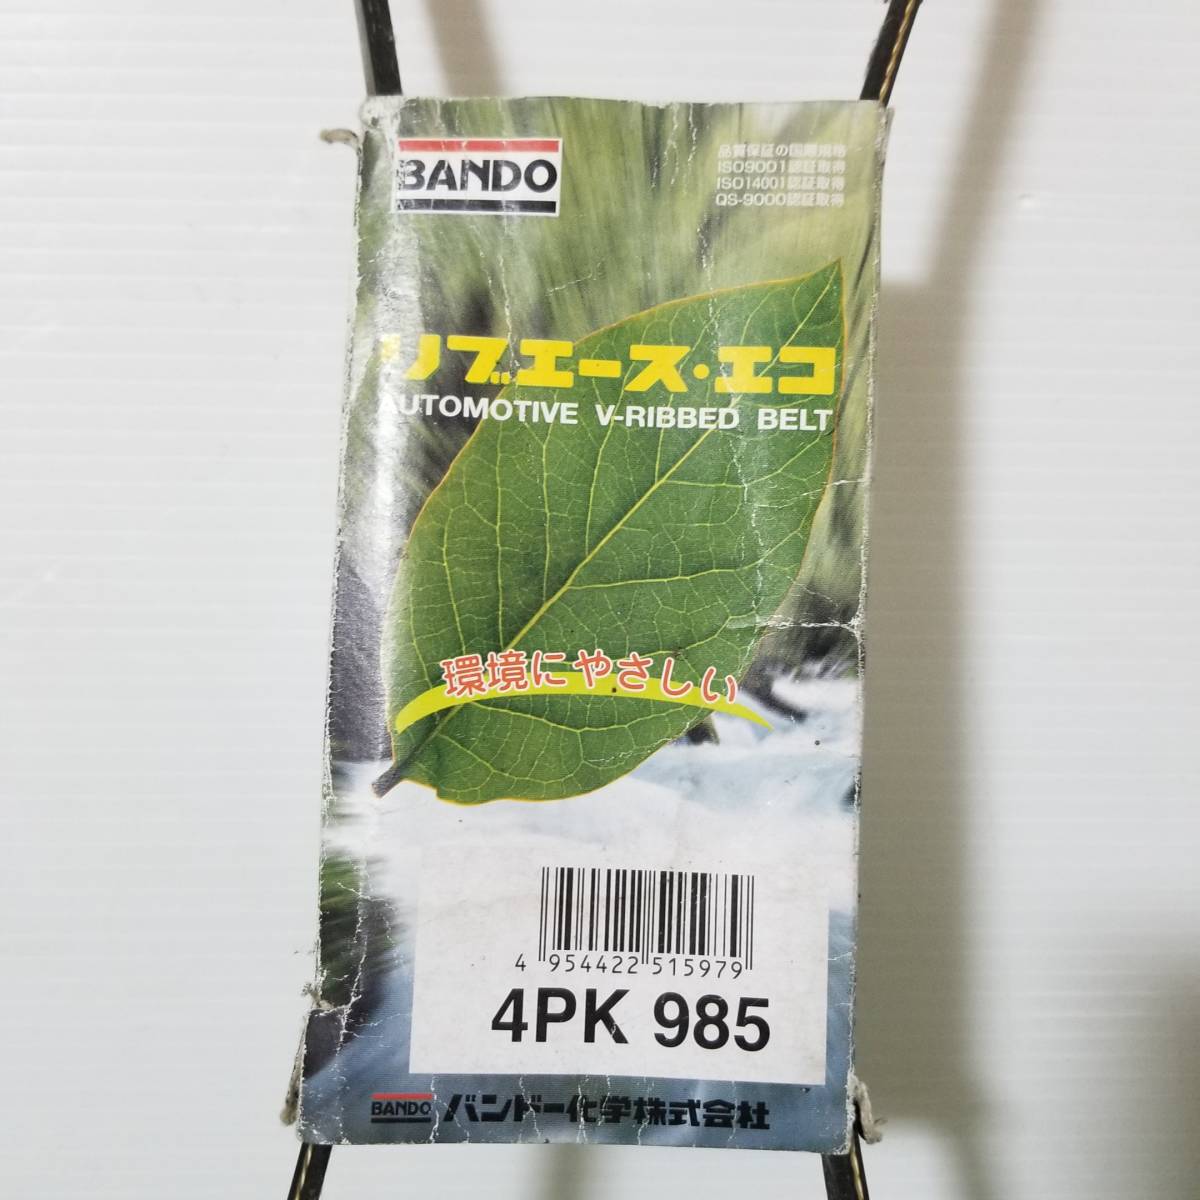 BANDO
品質保証の国際規格
ISO9001認証取得
ISO14001認証取得
QS-9000認証取得
リブエース・エコ
AUTOMOTIVE V-RIBBED BELT
環境にやさしい
4 954422 515979
4PK 985
BANDO バンドー化学株式会社